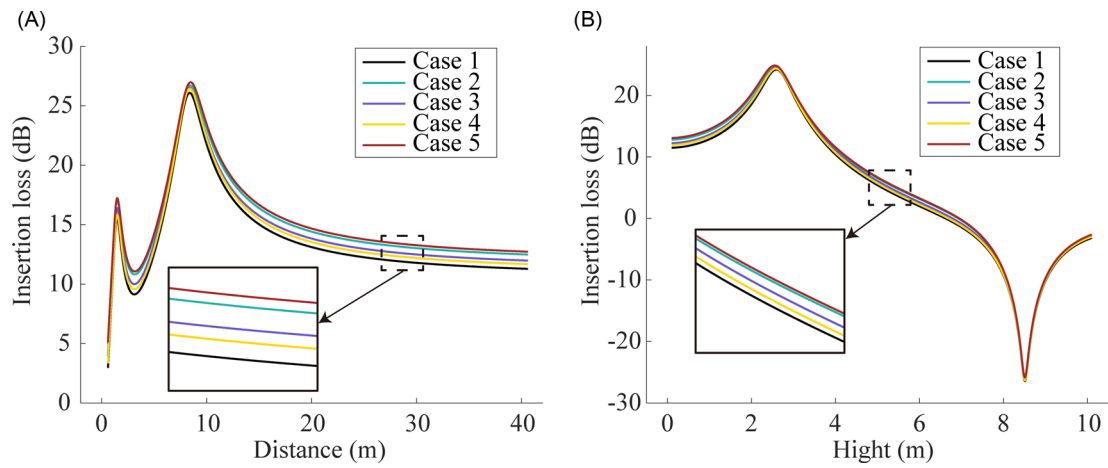 (A)
Insertion loss (dB)
30
25
20
15
10
5
0
0
10
20
30
40
Distance (m)
Case 1
Case 2
Case 3
Case 4
Case 5
(B)
Insertion loss (dB)
20
10
0
-10
-20
-30
0
2
4
6
8
10
Hight (m)
Case 1
Case 2
Case 3
Case 4
Case 5